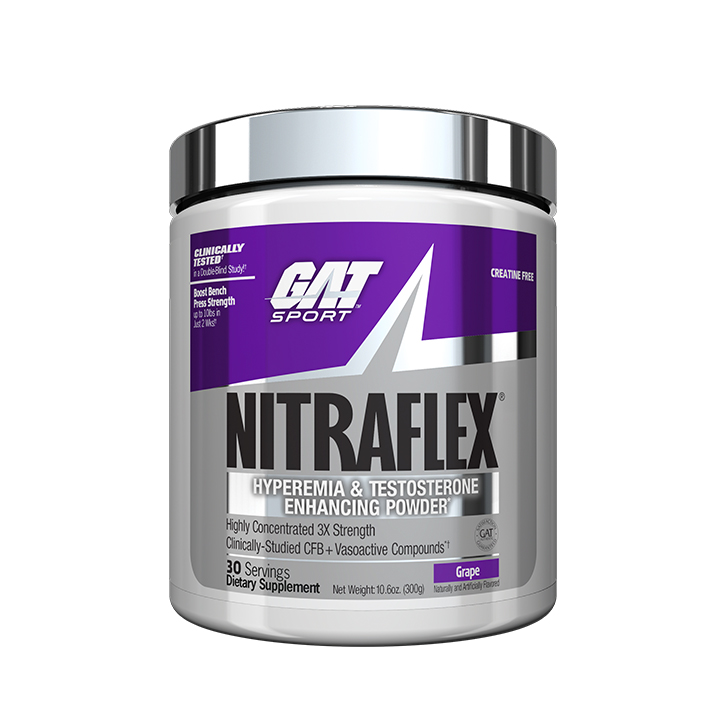 CLINICALLY
TESTED†
in a Double-Blind Study!†
Boost Bench
Press Strength
up to 10lbs in
Just 2 Wks!†
GAT™
SPORT
CREATINE FREE
NITRAFLEX®
HYPEREMIA & TESTOSTERONE
ENHANCING POWDER*
Highly Concentrated 3X Strength
Clinically-Studied CFB + Vasoactive Compounds*†
GAT
30 Servings
Dietary Supplement
Net Weight: 10.6oz. (300g)
Grape
Naturally and Artificially Flavored